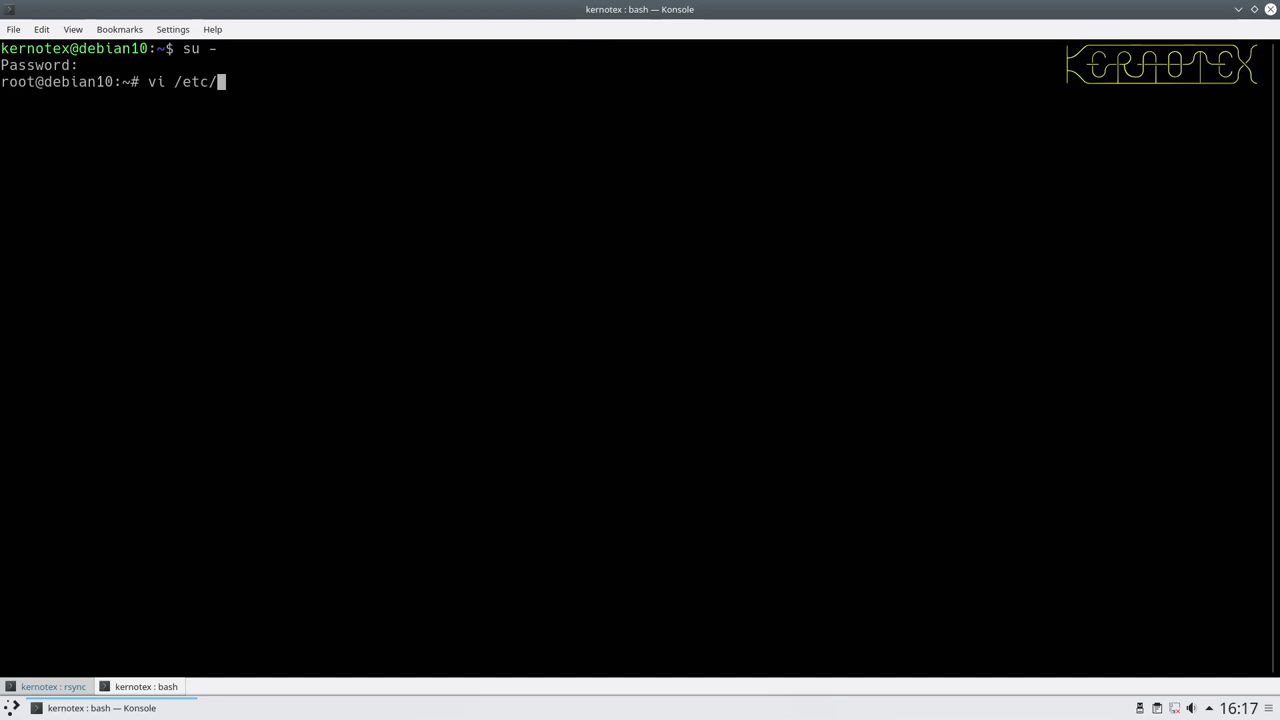 kernotex : bash — Konsole
File Edit View Bookmarks Settings Help
kernotex@debian10:~$ su -
KERNOTEX
Password:
root@debian10:~# vi /etc/
kernotex : rsync kernotex : bash
kernotex : bash — Konsole 16:17